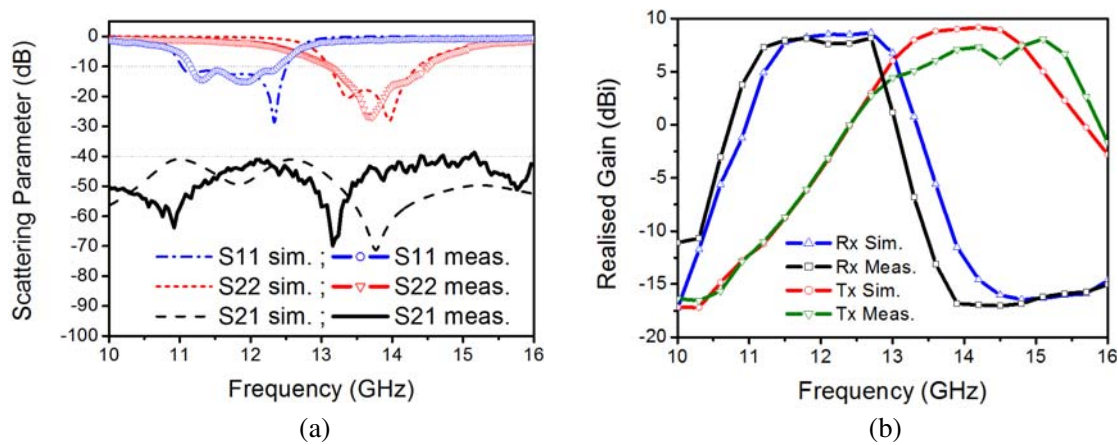 Scattering Parameter (dB)
0
-10
-20
-30
-40
-50
-60
-70
-80
-90
-100
S11 sim. ; S11 meas.
S22 sim. ; S22 meas.
S21 sim. ; S21 meas.
10 11 12 13 14 15 16
Frequency (GHz)
(a)
Realised Gain (dBi)
10
5
0
-5
-10
-15
-20
Rx Sim.
Rx Meas.
Tx Sim.
Tx Meas.
10 11 12 13 14 15 16
Frequency (GHz)
(b)